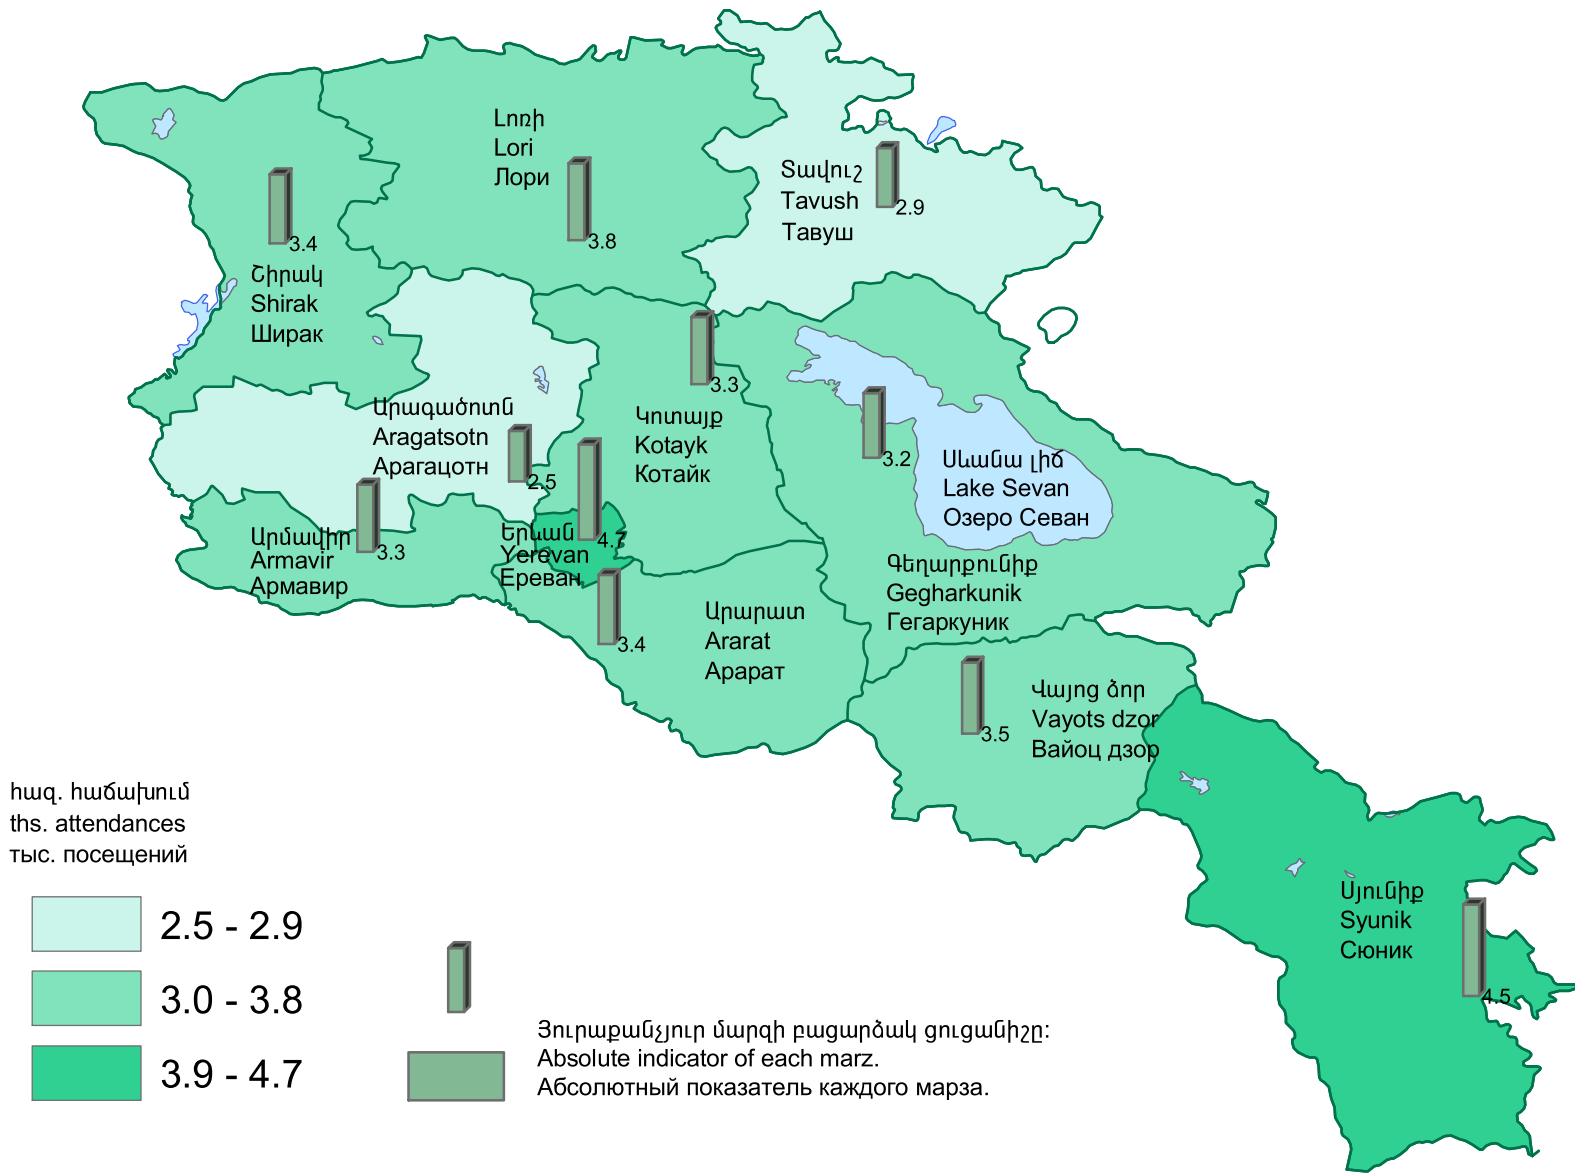 Լոռի
Lori
Лори
3.8
Տավուշ
Tavush
Тавуш
2.9
3.4
Շիրակ
Shirak
Ширак
Արագածոտն
Aragatsotn
Арагацотн
2.5
3.3
Կոտայք
Kotayk
Котайк
3.2
Սևանա լիճ
Lake Sevan
Озеро Севан
Արմավիր
Armavir
Армавир
3.3
Երևան
Yerevan
Ереван
4.7
Գեղարքունիք
Gegharkunik
Гегаркуник
3.4
Արարատ
Ararat
Арарат
3.5
Վայոց ձոր
Vayots dzor
Вайоц дзор
Սյունիք
Syunik
Сюник
4.5
հազ. հաճախում
ths. attendances
тыс. посещений
2.5 - 2.9
3.0 - 3.8
3.9 - 4.7
Յուրաքանչյուր մարզի բացարձակ ցուցանիշը:
Absolute indicator of each marz.
Абсолютный показатель каждого марза.